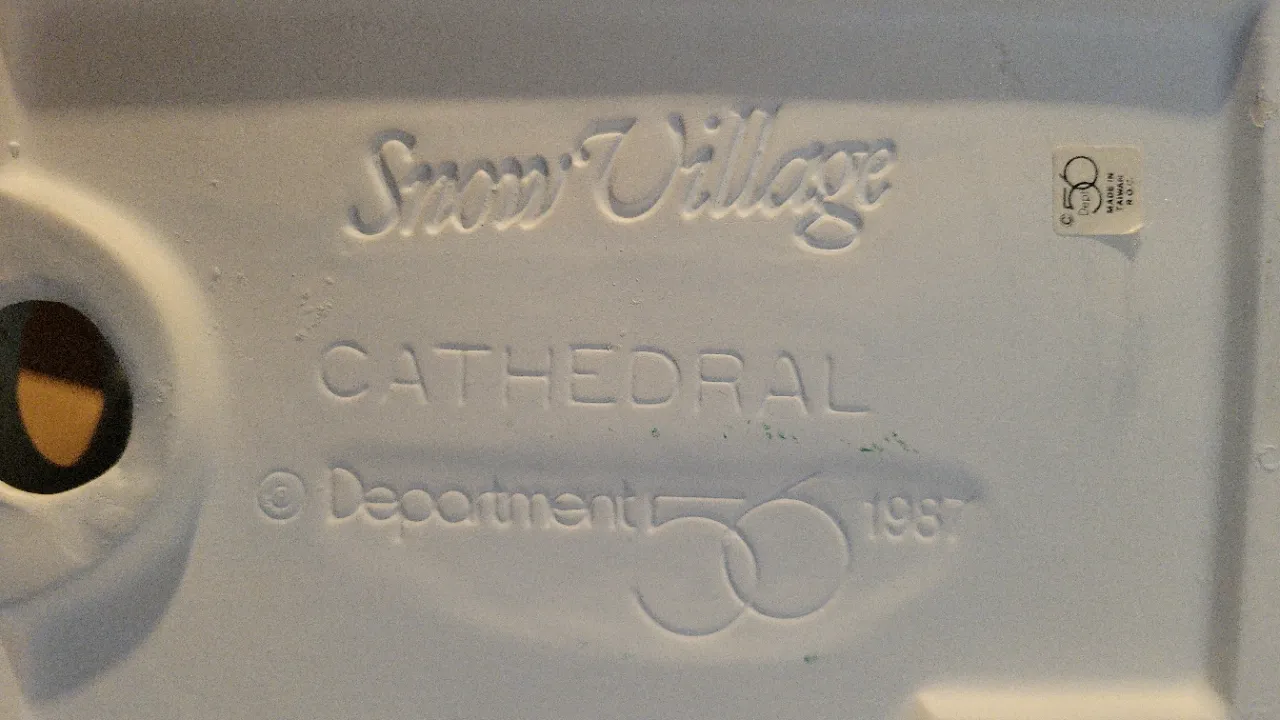 Snow Village
CATHEDRAL
© Department 56 1987
© Dept 56
MADE IN
TAIWAN
R.O.C.